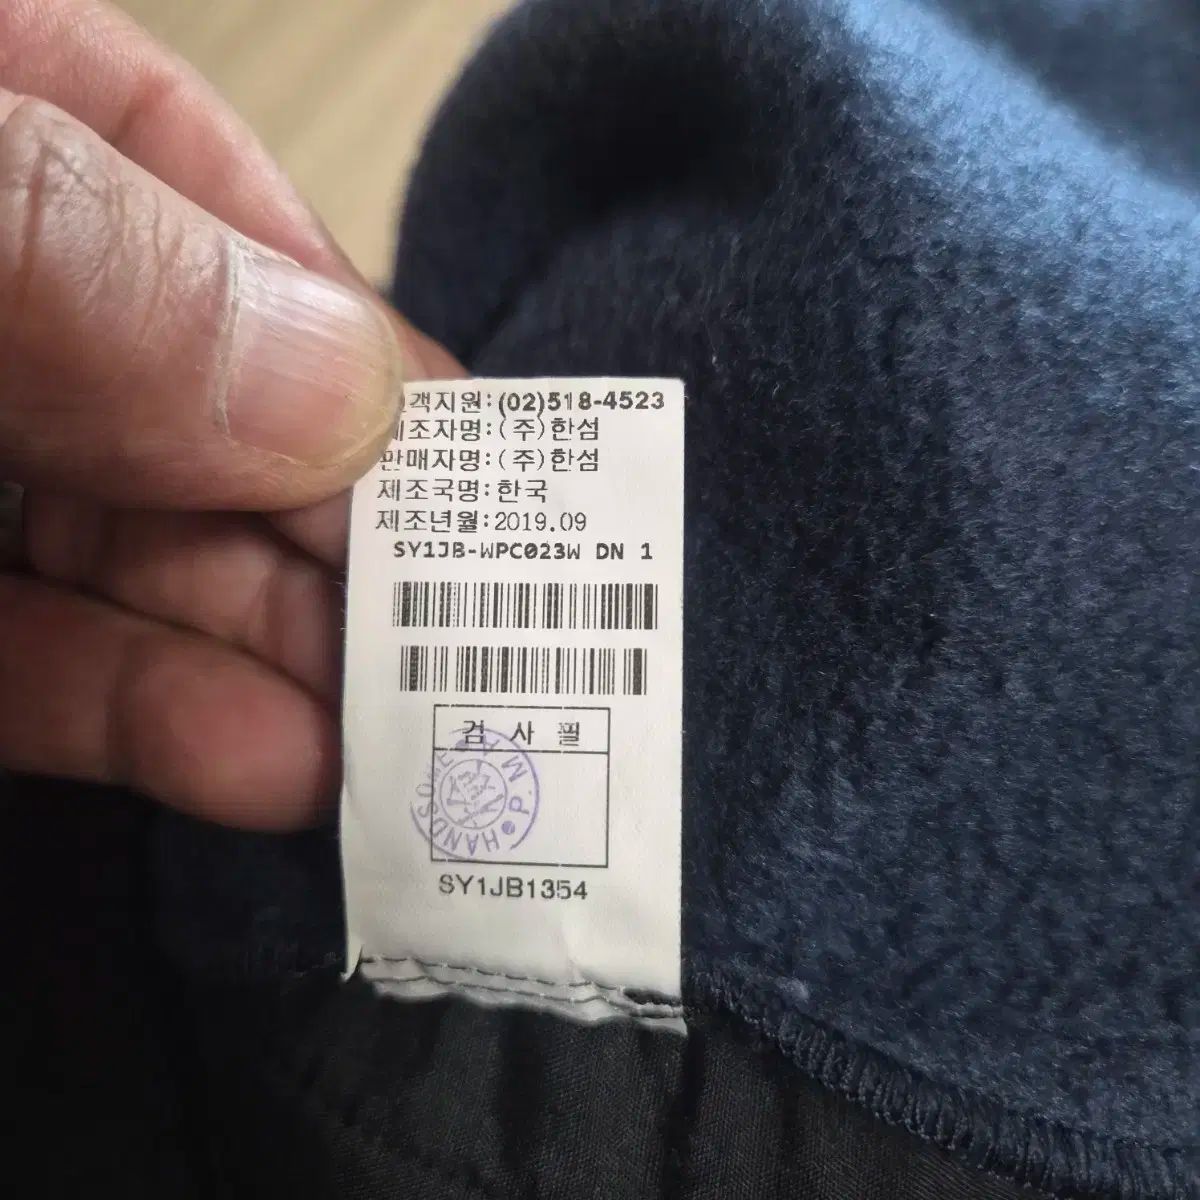 객지원:(02)518-4523
제조자명:(주)한섬
판매자명:(주)한섬
제조국명:한국
제조년월:2019.09
SY1JB-WPC023W DN 1
검 사 필
HANDSOME P.M.
SY1JB1354